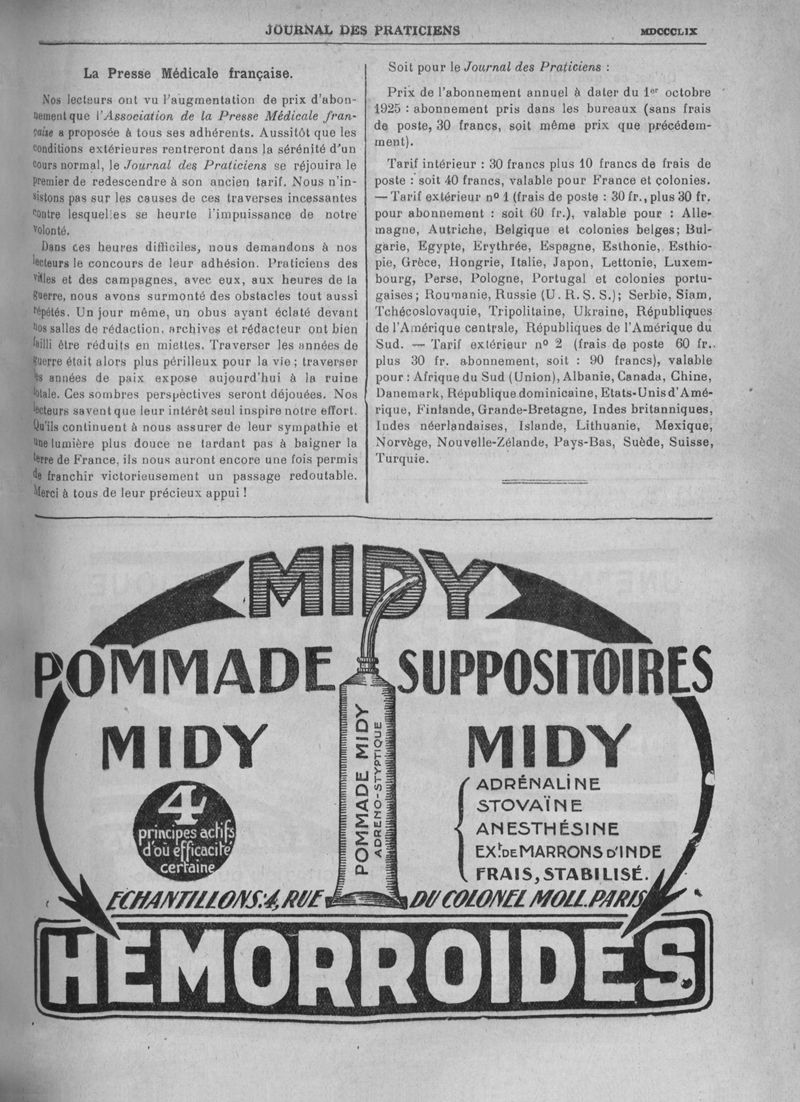 JOURNAL DES PRATICIENS
MDCCCLIX
La Presse Médicale française.
Nos lecteurs ont vu l'augmentation de prix d'abon-
nement que l'Association de la Presse Médicale fran-
çaise a proposée à tous ses adhérents. Aussitôt que les
conditions extérieures rentreront dans la sérénité d'un
cours normal, le Journal des Praticiens se réjouira le
premier de redescendre à son ancien tarif. Nous n'in-
sistons pas sur les causes de ces traverses incessantes
contre lesquelles se heurte l'impuissance de notre
volonté.
Dans ces heures difficiles, nous demandons à nos
lecteurs le concours de leur adhésion. Praticiens des
villes et des campagnes, avec eux, aux heures de la
guerre, nous avons surmonté des obstacles tout aussi
répétés. Un jour même, un obus ayant éclaté devant
nos salles de rédaction, archives et rédacteur ont bien
failli être réduits en miettes. Traverser les années de
guerre était alors plus périlleux pour la vie ; traverser
les années de paix expose aujourd'hui à la ruine
totale. Ces sombres perspectives seront déjouées. Nos
lecteurs savent que leur intérêt seul inspire notre effort.
Qu'ils continuent à nous assurer de leur sympathie et
une lumière plus douce ne tardant pas à baigner la
terre de France, ils nous auront encore une fois permis
de franchir victorieusement un passage redoutable.
Merci à tous de leur précieux appui !
Soit pour le Journal des Praticiens :
Prix de l'abonnement annuel à dater du 1er octobre
1925 : abonnement pris dans les bureaux (sans frais
de poste, 30 francs, soit même prix que précédem-
ment).
Tarif intérieur : 30 francs plus 10 francs de frais de
poste : soit 40 francs, valable pour France et colonies.
— Tarif extérieur nº 1 (frais de poste : 30 fr., plus 30 fr.
pour abonnement : soit 60 fr.), valable pour : Alle-
magne, Autriche, Belgique et colonies belges; Bul-
garie, Egypte, Erythrée, Espagne, Esthonie, Esthio-
pie, Grèce, Hongrie, Italie, Japon, Lettonie, Luxem-
bourg, Perse, Pologne, Portugal et colonies portu-
gaises; Roumanie, Russie (U. R. S. S.); Serbie, Siam,
Tchécoslovaquie, Tripolitaine, Ukraine, Républiques
de l'Amérique centrale, Républiques de l'Amérique du
Sud. — Tarif extérieur nº 2 (frais de poste 60 fr.
plus 30 fr. abonnement, soit : 90 francs), valable
pour : Afrique du Sud (Union), Albanie, Canada, Chine,
Danemark, République dominicaine, Etats-Unis d'Amé-
rique, Finlande, Grande-Bretagne, Indes britanniques,
Indes néerlandaises, Islande, Lithuanie, Mexique,
Norvège, Nouvelle-Zélande, Pays-Bas, Suède, Suisse,
Turquie.
MIDY
POMMADE
MIDY
4
principes actifs
d'où efficacité
certaine
POMMADE MIDY
ADRENO-STYPTIQUE
SUPPOSITOIRES
MIDY
ADRÉNALINE
STOVAÏNE
ANESTHÉSINE
EXt. DE MARRONS D'INDE
FRAIS, STABILISÉ.
ECHANTILLONS: 4, RUE DU COLONEL MOLL. PARIS
HEMORROIDES